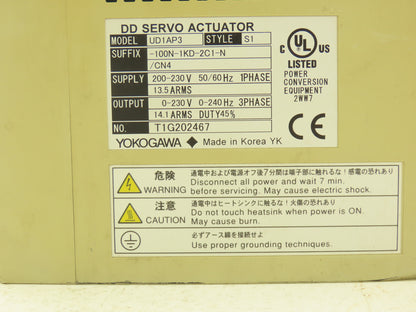 DD SERVO ACTUATOR
MODEL UD1AP3 STYLE S1
SUFFIX -100N-1KD-2C1-N
/CN4
SUPPLY 200-230V 50/60Hz 1PHASE
13.5ARMS
OUTPUT 0-230V 0-240Hz 3PHASE
14.1ARMS DUTY45%
NO. T1G202467
YOKOGAWA ◆ Made in Korea YK
C UL US
LISTED
POWER
CONVERSION
EQUIPMENT
2WW7
危険
WARNING
通電中および電源オフ後7分間は端子部に触れるな!感電の恐れあり
Disconnect all power and wait 7 min.
before servicing. May cause electric shock.
注意
CAUTION
通電中はヒートシンクに触るな!火傷の恐れあり
Do not touch heatsink when power is ON.
May cause burn.
必ずアース線を接続せよ
Use proper grounding techniques.